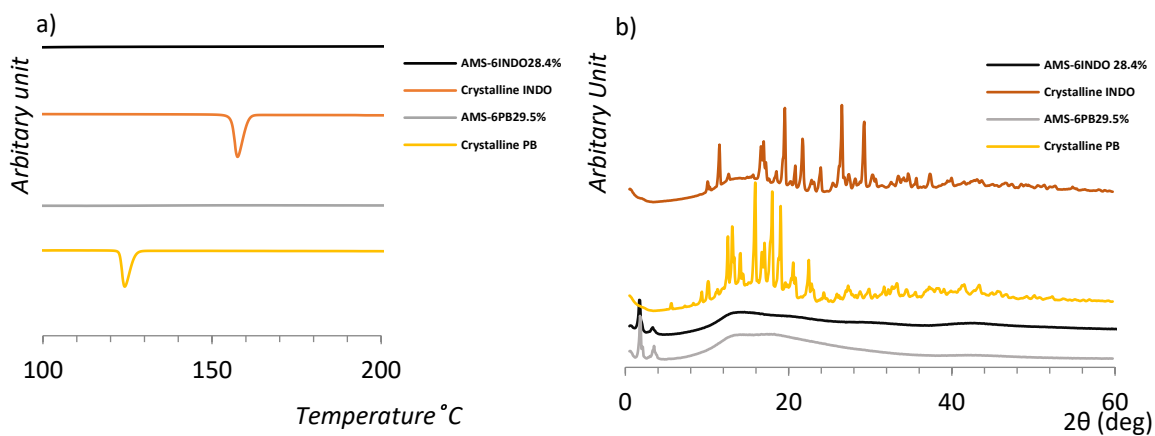 a)
Arbitary unit
AMS-6INDO28.4%
Crystalline INDO
AMS-6PB29.5%
Crystalline PB
100 150 200
Temperature °C
b)
Arbitary Unit
AMS-6INDO 28.4%
Crystalline INDO
AMS-6PB29.5%
Crystalline PB
0 20 40 60
2θ (deg)